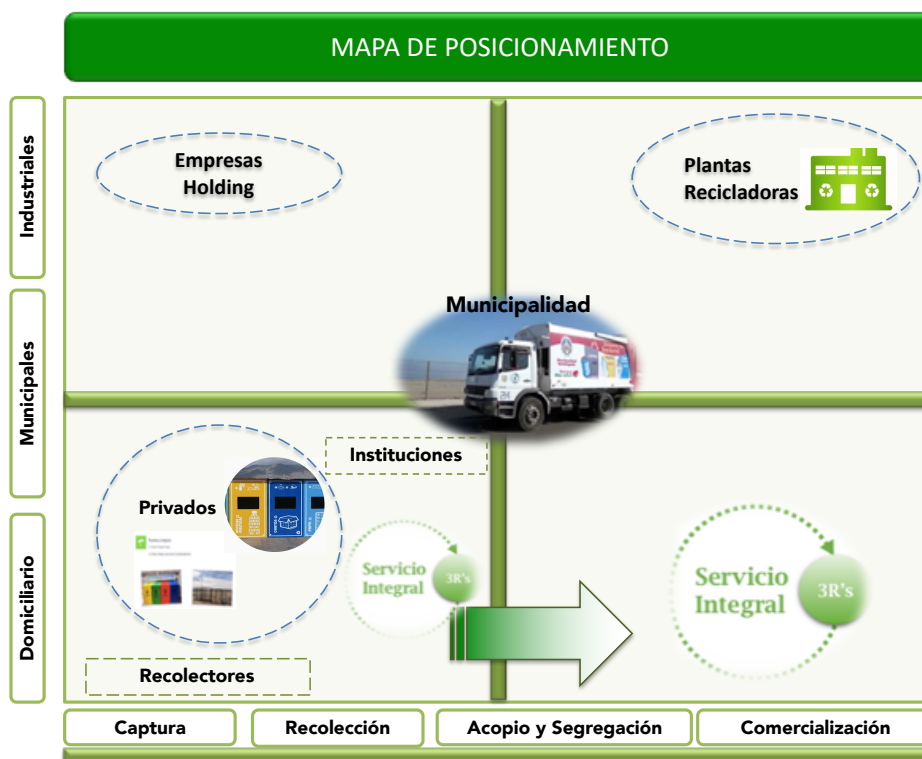 MAPA DE POSICIONAMIENTO
Industriales
Municipales
Domiciliario
Empresas
Holding
Plantas
Recicladoras
Municipalidad
Instituciones
Privados
Servicio
Integral
3R's
Servicio
Integral
3R's
Recolectores
Captura
Recolección
Acopio y Segregación
Comercialización